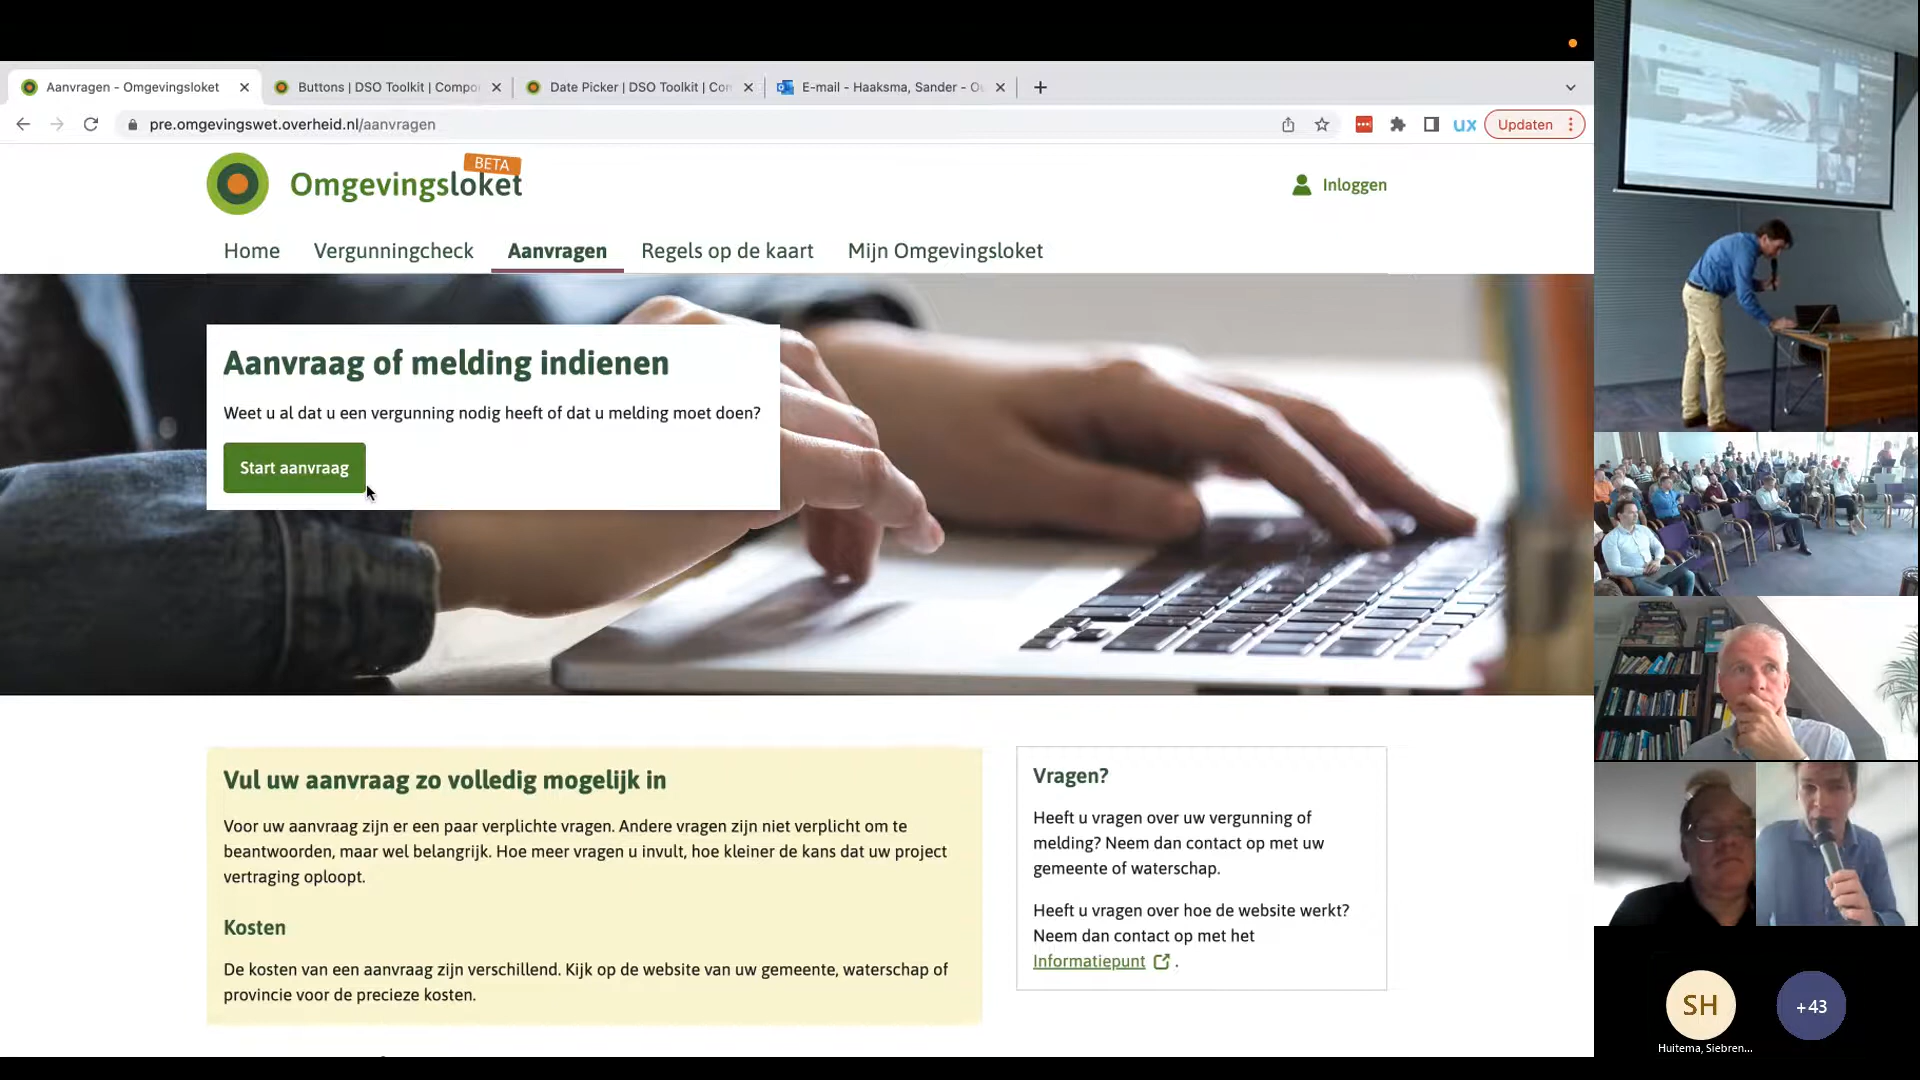 Aanvragen - Omgevingsloket
Buttons | DSO Toolkit | Compo
Date Picker | DSO Toolkit | Con
E-mail - Haaksma, Sander - O
pre.omgevingswet.overheid.nl/aanvragen
ux
Updaten
BETA
Omgevingsloket
Inloggen
Home
Vergunningcheck
Aanvragen
Regels op de kaart
Mijn Omgevingsloket
Aanvraag of melding indienen
Weet u al dat u een vergunning nodig heeft of dat u melding moet doen?
Start aanvraag
Vul uw aanvraag zo volledig mogelijk in
Voor uw aanvraag zijn er een paar verplichte vragen. Andere vragen zijn niet verplicht om te
beantwoorden, maar wel belangrijk. Hoe meer vragen u invult, hoe kleiner de kans dat uw project
vertraging oploopt.
Kosten
De kosten van een aanvraag zijn verschillend. Kijk op de website van uw gemeente, waterschap of
provincie voor de precieze kosten.
Vragen?
Heeft u vragen over uw vergunning of
melding? Neem dan contact op met uw
gemeente of waterschap.
Heeft u vragen over hoe de website werkt?
Neem dan contact op met het
Informatiepunt .
SH
+43
Huitema, Siebren...